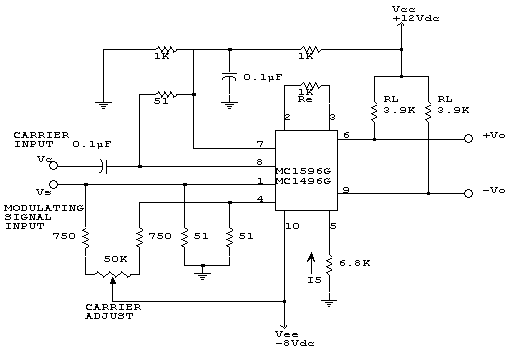 Vcc
+12Vdc
1K
1K
0.1µF
51
1K
Re
RL
3.9K
RL
3.9K
2
3
CARRIER
INPUT
0.1µF
7
6
+Vo
Vc
8
MC1596G
MC1496G
Vs
1
9
-Vo
MODULATING
SIGNAL
INPUT
4
750
750
51
51
10
5
50K
6.8K
I5
CARRIER
ADJUST
Vee
-8Vdc